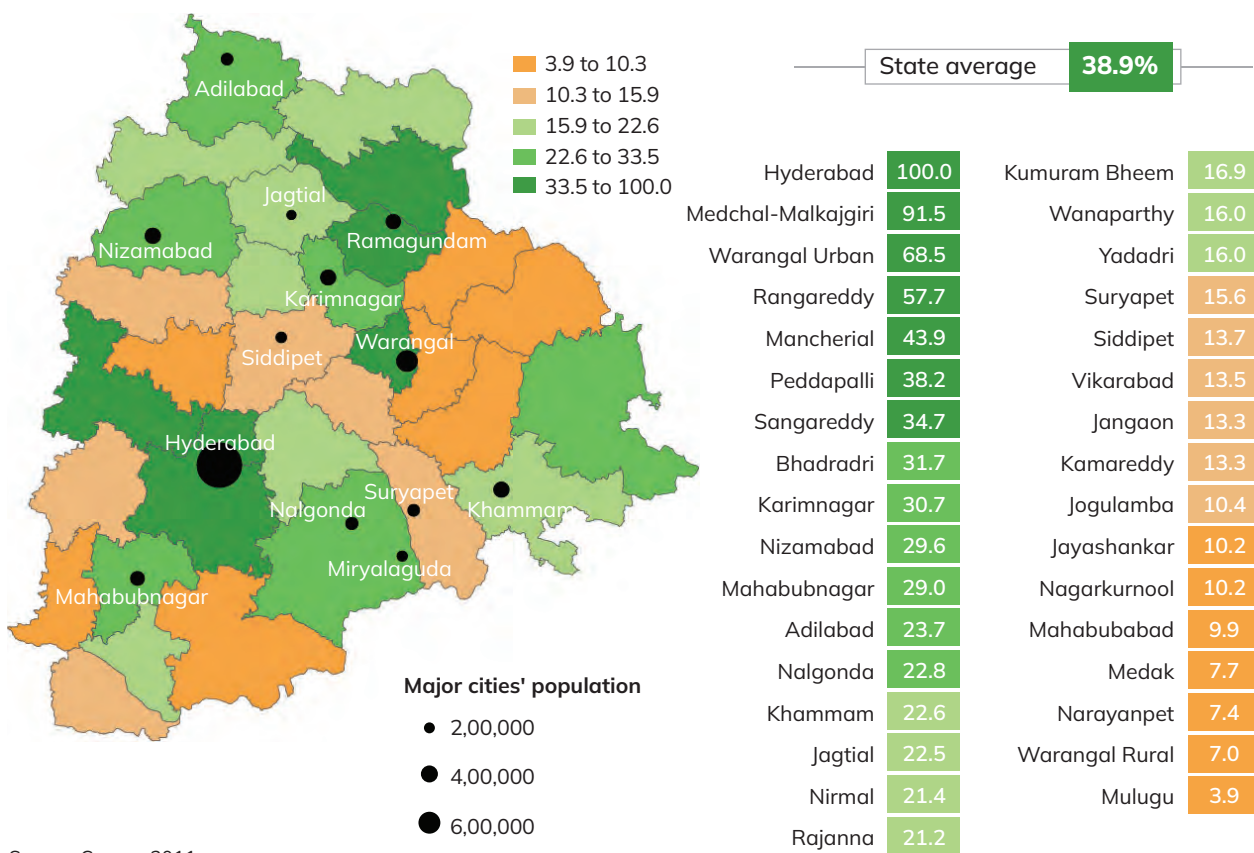 Adilabad
Jagtial
Nizamabad
Ramagundam
Karimnagar
Siddipet
Warangal
Hyderabad
Nalgonda
Suryapet
Khammam
Miryalaguda
Mahabubnagar
3.9 to 10.3
10.3 to 15.9
15.9 to 22.6
22.6 to 33.5
33.5 to 100.0
Major cities' population
2,00,000
4,00,000
6,00,000
State average 38.9%
Hyderabad 100.0
Medchal-Malkajgiri 91.5
Warangal Urban 68.5
Rangareddy 57.7
Mancherial 43.9
Peddapalli 38.2
Sangareddy 34.7
Bhadradri 31.7
Karimnagar 30.7
Nizamabad 29.6
Mahabubnagar 29.0
Adilabad 23.7
Nalgonda 22.8
Khammam 22.6
Jagtial 22.5
Nirmal 21.4
Rajanna 21.2
Kumuram Bheem 16.9
Wanaparthy 16.0
Yadadri 16.0
Suryapet 15.6
Siddipet 13.7
Vikarabad 13.5
Jangaon 13.3
Kamareddy 13.3
Jogulamba 10.4
Jayashankar 10.2
Nagarkurnool 10.2
Mahabubabad 9.9
Medak 7.7
Narayanpet 7.4
Warangal Rural 7.0
Mulugu 3.9